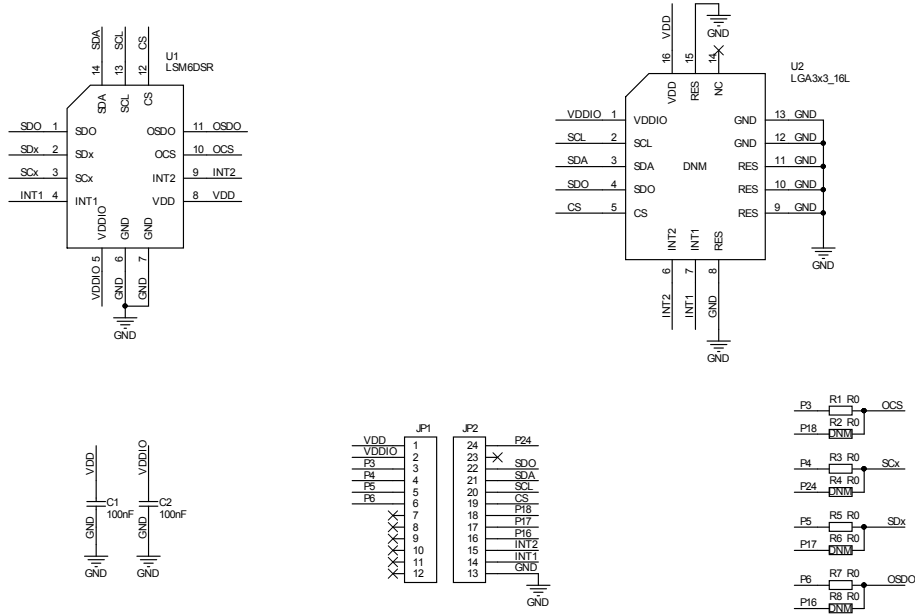 SDA
SCL
CS
U1
LSM6DSR
14
13
12
SDA
SCL
CS
SDO 1 SDO OSDO 11 OSDO
SDx 2 SDx OCS 10 OCS
SCx 3 SCx INT2 9 INT2
INT1 4 INT1 VDD 8 VDD
VDDIO
GND
GND
5
6
7
VDDIO
GND
GND
GND
VDD
GND
16
15
14
U2
LGA3x3_16L
VDD
RES
NC
VDDIO 1 VDDIO GND 13 GND
SCL 2 SCL GND 12 GND
SDA 3 SDA DNM RES 11 GND
SDO 4 SDO RES 10 GND
CS 5 CS RES 9 GND
INT2
INT1
RES
6
7
8
INT2
INT1
GND
GND
GND
VDD
C1
100nF
GND
GND
VDDIO
C2
100nF
GND
GND
JP1
VDD 1
VDDIO 2
P3 3
P4 4
P5 5
P6 6
7
8
9
10
11
12
JP2
24 P24
23
22 SDO
21 SDA
20 SCL
19 CS
18 P18
17 P17
16 P16
15 INT2
14 INT1
13 GND
GND
R1 R0
P3 OCS
R2 R0
P18 DNM
R3 R0
P4 SCx
R4 R0
P24 DNM
R5 R0
P5 SDx
R6 R0
P17 DNM
R7 R0
P6 OSDO
R8 R0
P16 DNM